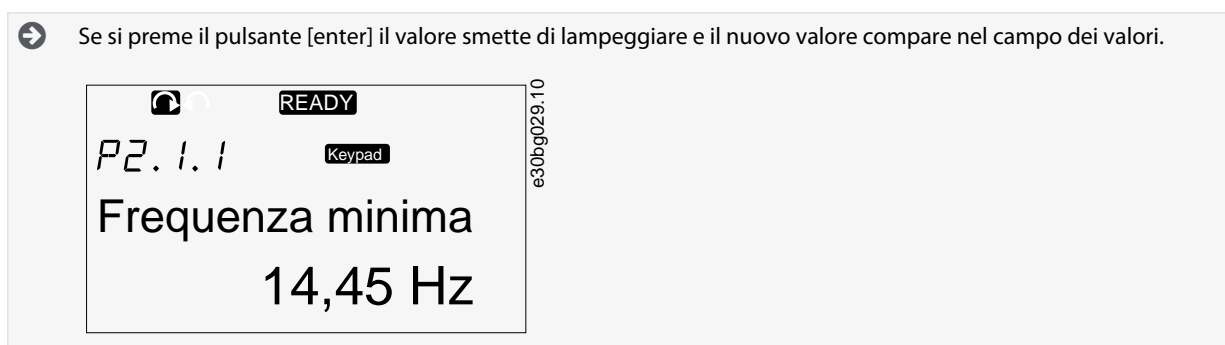 Se si preme il pulsante [enter] il valore smette di lampeggiare e il nuovo valore compare nel campo dei valori.
READY
P2.1.1
Keypad
Frequenza minima
14,45 Hz
e30bg029.10